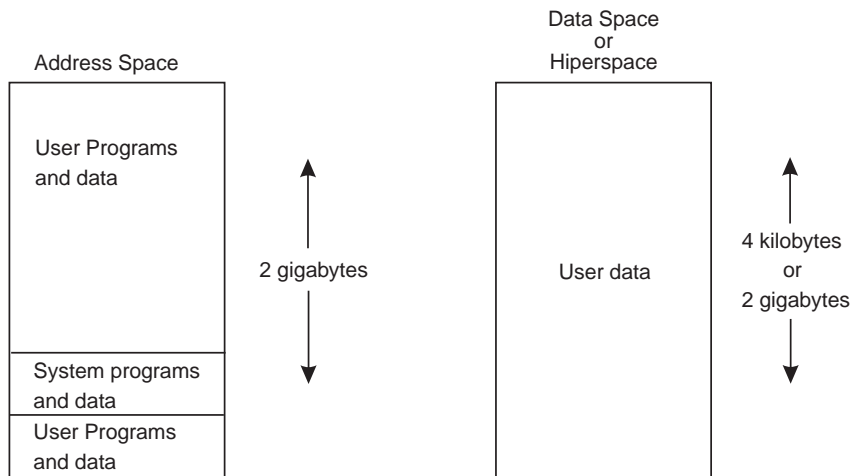 Address Space
User Programs
and data
2 gigabytes
System programs
and data
User Programs
and data
Data Space
or
Hiperspace
User data
4 kilobytes
or
2 gigabytes